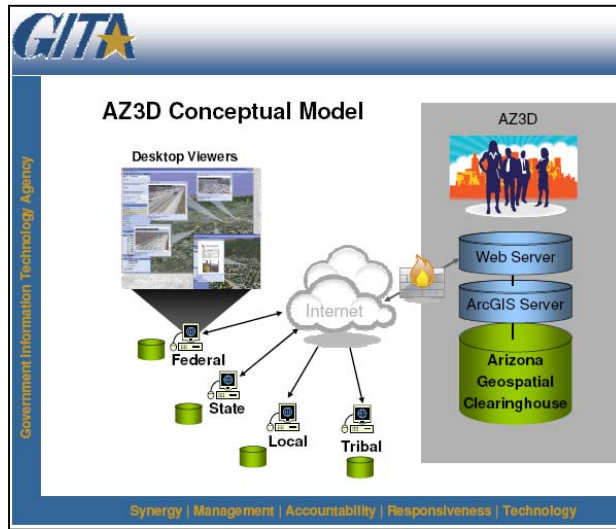 GITA
AZ3D Conceptual Model
Government Information Technology Agency
Desktop Viewers
Internet
Federal
State
Local
Tribal
AZ3D
Web Server
ArcGIS Server
Arizona
Geospatial
Clearinghouse
Synergy | Management | Accountability | Responsiveness | Technology